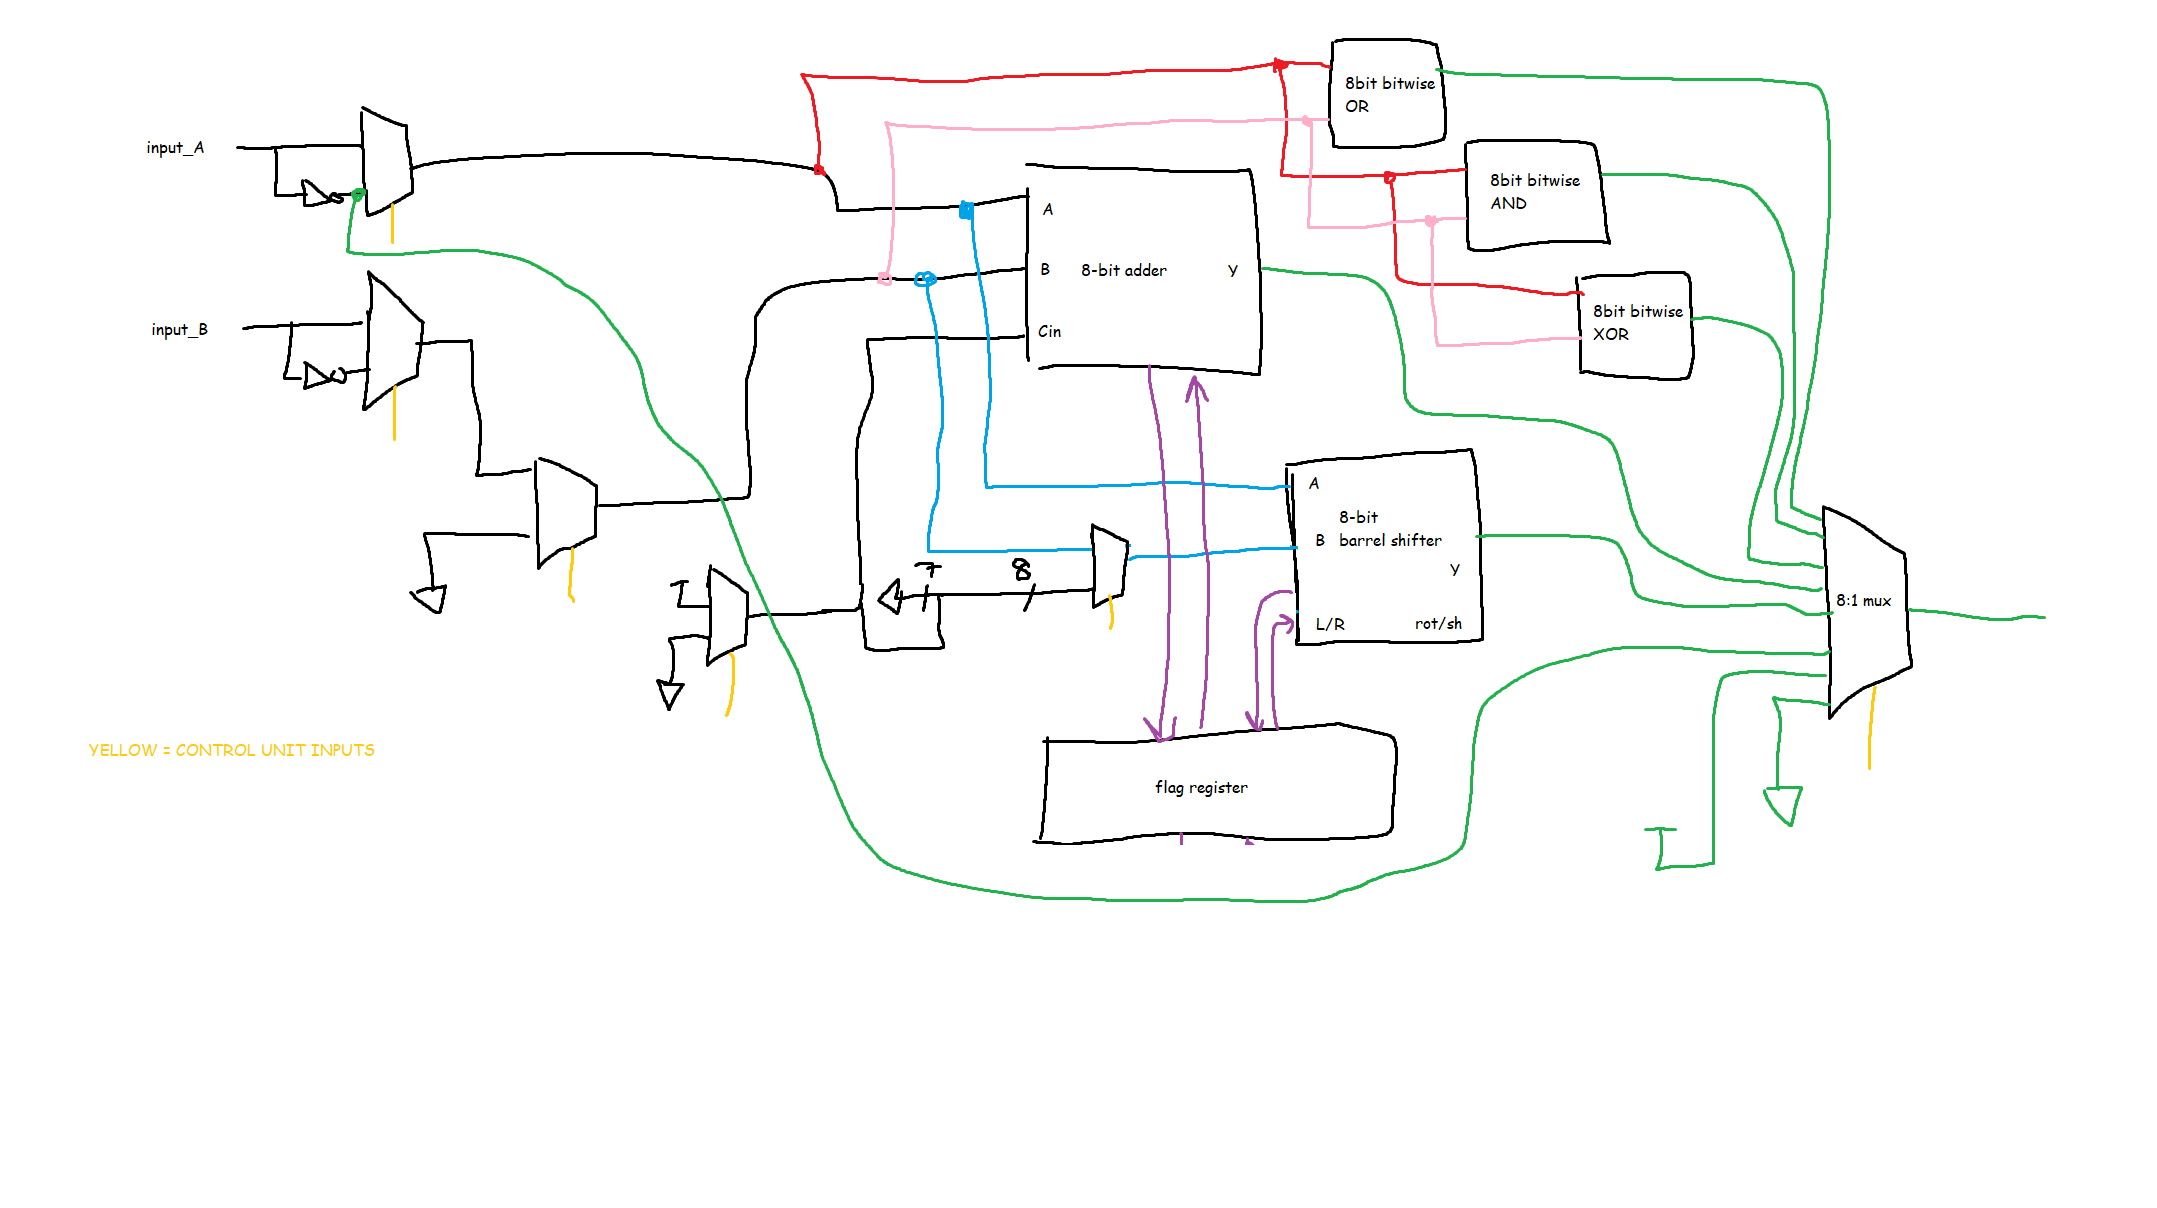 input_A
input_B
YELLOW = CONTROL UNIT INPUTS
A
B
8-bit adder
Y
Cin
8bit bitwise
OR
8bit bitwise
AND
8bit bitwise
XOR
7
8
A
8-bit
B
barrel shifter
Y
L/R
rot/sh
flag register
8:1 mux